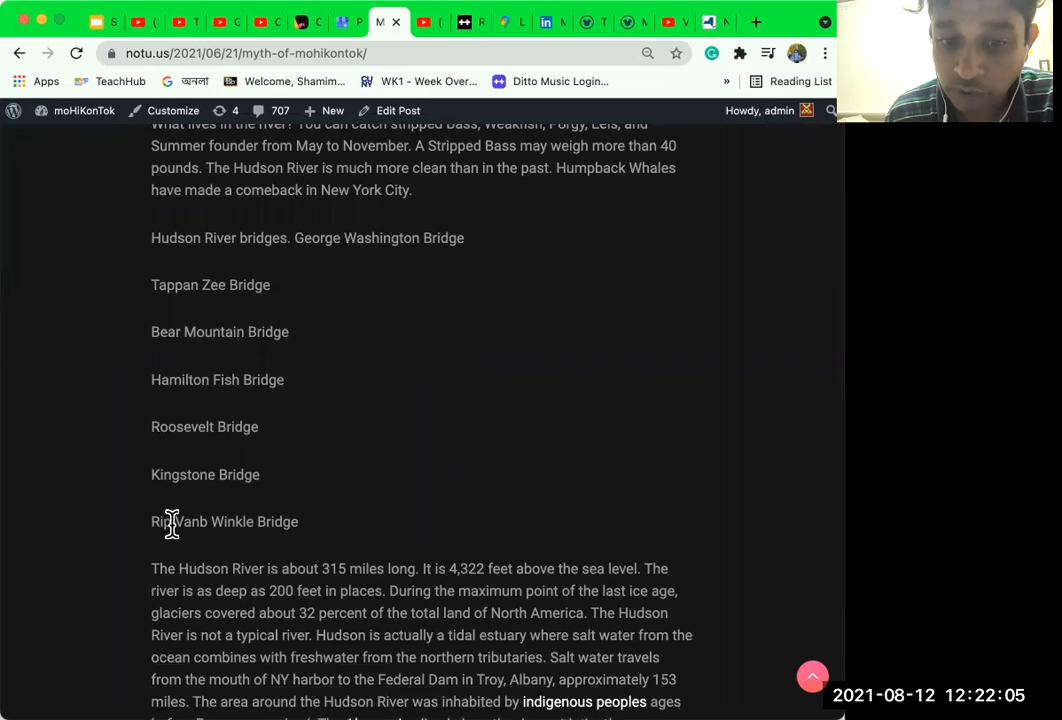 S
T
G
C
C
P
M
F
L
M
T
M
V
N
notu.us/2021/06/21/myth-of-mohikontok/
Apps TeachHub অনলা Welcome, Shamim... WK1 - Week Over... Ditto Music Login... » Reading List
moHiKonTok Customize 4 707 New Edit Post Howdy, admin
What lives in the river? You can catch stripped Bass, Weakfish, Porgy, Eels, and
Summer founder from May to November. A Stripped Bass may weigh more than 40
pounds. The Hudson River is much more clean than in the past. Humpback Whales
have made a comeback in New York City.
Hudson River bridges. George Washington Bridge
Tappan Zee Bridge
Bear Mountain Bridge
Hamilton Fish Bridge
Roosevelt Bridge
Kingstone Bridge
Rip Vanb Winkle Bridge
The Hudson River is about 315 miles long. It is 4,322 feet above the sea level. The
river is as deep as 200 feet in places. During the maximum point of the last ice age,
glaciers covered about 32 percent of the total land of North America. The Hudson
River is not a typical river. Hudson is actually a tidal estuary where salt water from the
ocean combines with freshwater from the northern tributaries. Salt water travels
from the mouth of NY harbor to the Federal Dam in Troy, Albany, approximately 153
miles. The area around the Hudson River was inhabited by indigenous peoples ages
2021-08-12 12:22:05